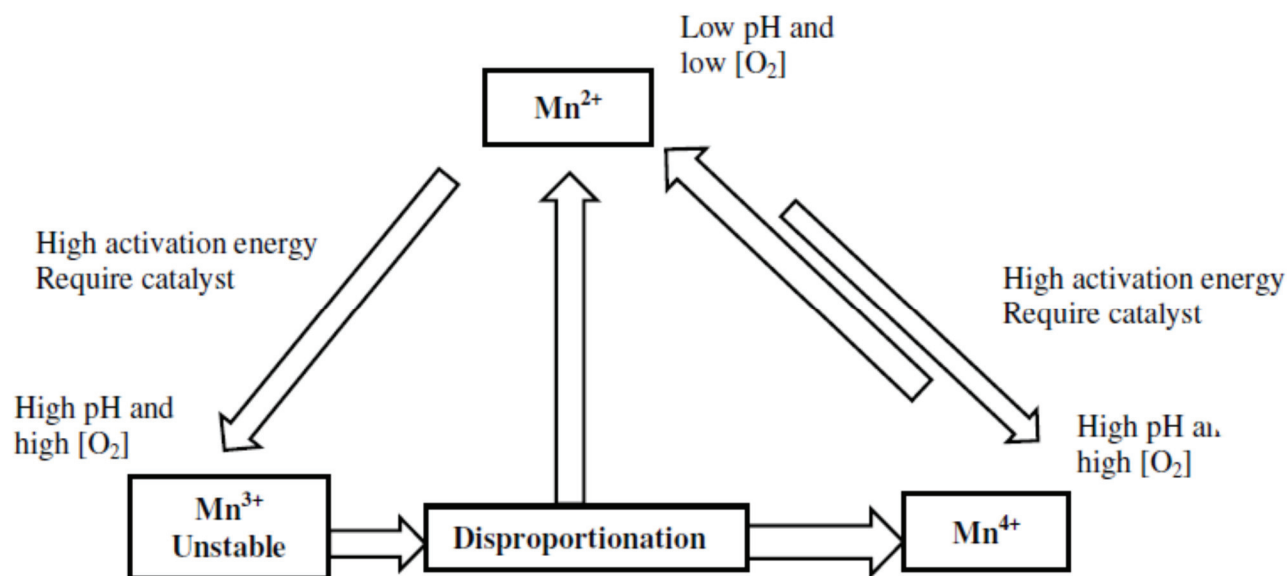 Low pH and
low [O₂]
Mn²⁺
High activation energy
Require catalyst
High activation energy
Require catalyst
High pH and
high [O₂]
High pH
high [O₂]
Mn³⁺
Unstable
Disproportionation
Mn⁴⁺